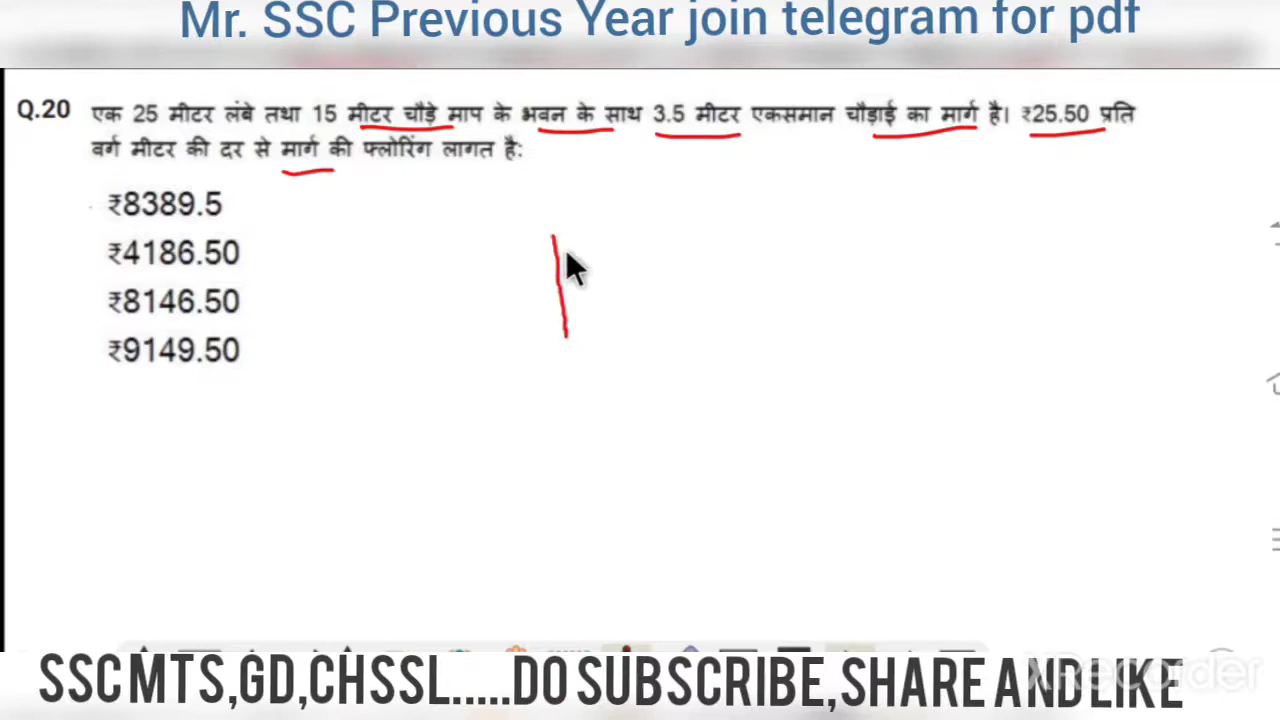 Mr. SSC Previous Year join telegram for pdf
Q.20 एक 25 मीटर लंबे तथा 15 मीटर चौड़े माप के भवन के साथ 3.5 मीटर एकसमान चौड़ाई का मार्ग है। ₹25.50 प्रति
वर्ग मीटर की दर से मार्ग की फ्लोरिंग लागत है:
₹8389.5
₹4186.50
₹8146.50
₹9149.50
SSC MTS,GD,CHSSL.....DO SUBSCRIBE,SHARE AND LIKE
XRecorder